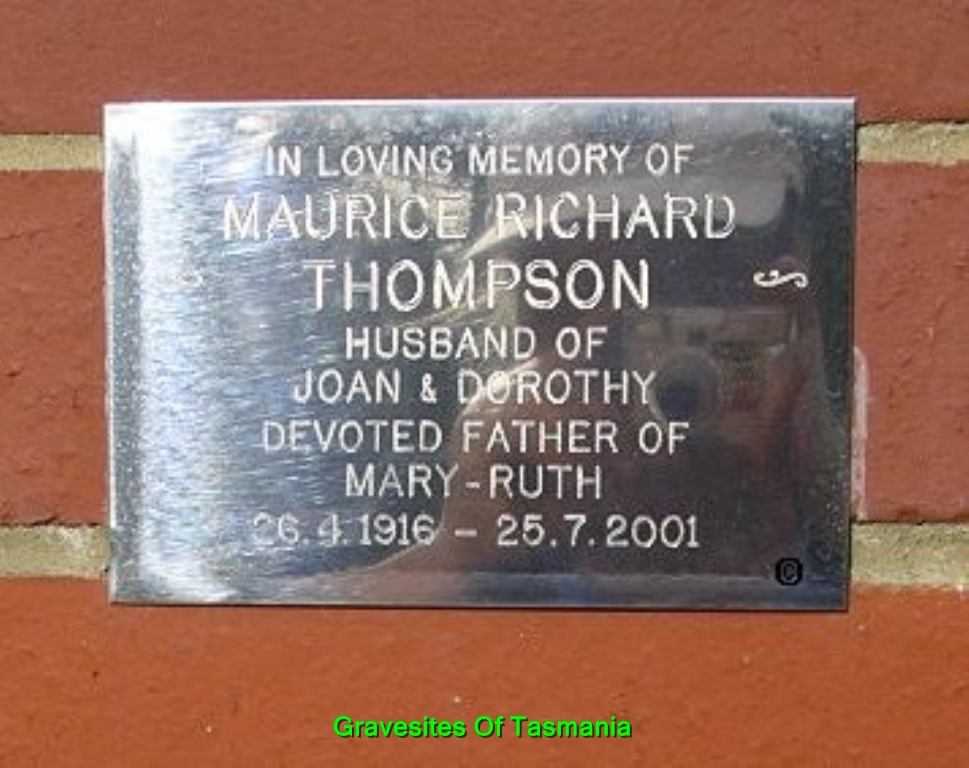 IN LOVING MEMORY OF
MAURICE RICHARD
THOMPSON
HUSBAND OF
JOAN & DOROTHY
DEVOTED FATHER OF
MARY-RUTH
26.4.1916 - 25.7.2001
©
Gravesites Of Tasmania